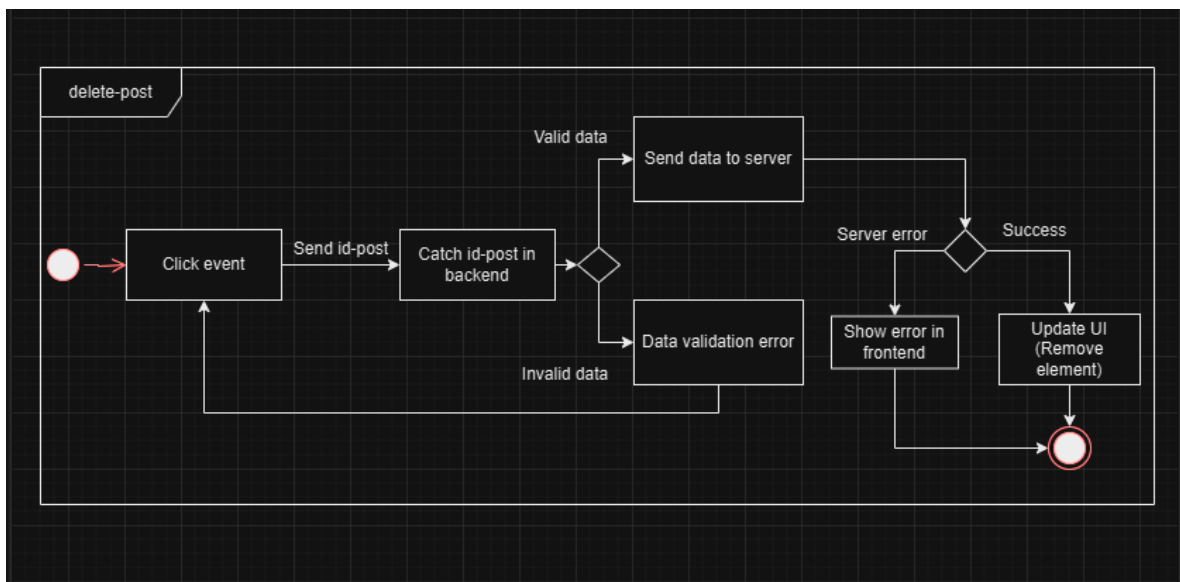 delete-post
Valid data
Send data to server
Server error
Success
Send id-post
Click event
Catch id-post in
backend
Show error in
frontend
Update UI
(Remove
element)
Data validation error
Invalid data